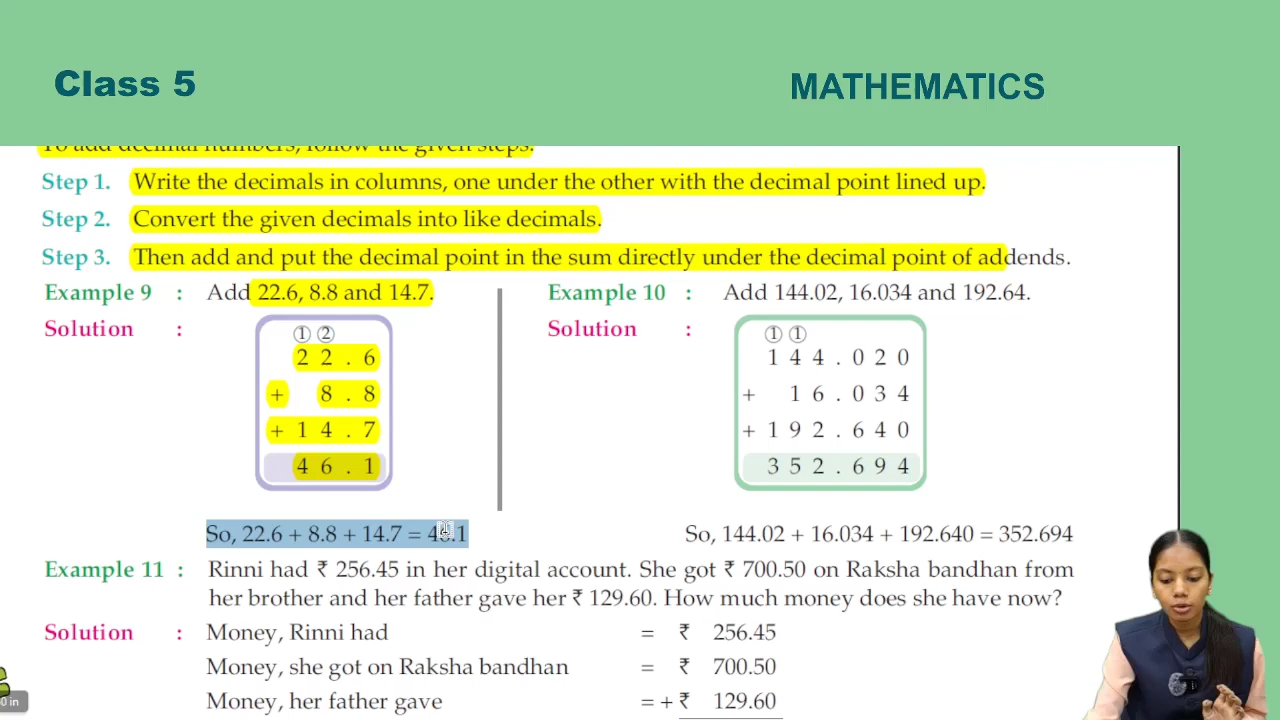 Class 5
MATHEMATICS
To add decimal numbers, follow the given steps.
Step 1. Write the decimals in columns, one under the other with the decimal point lined up.
Step 2. Convert the given decimals into like decimals.
Step 3. Then add and put the decimal point in the sum directly under the decimal point of addends.
Example 9 : Add 22.6, 8.8 and 14.7.
Solution :
① ②
2 2 . 6
+ 8 . 8
+ 1 4 . 7
4 6 . 1
So, 22.6 + 8.8 + 14.7 = 46.1
Example 10 : Add 144.02, 16.034 and 192.64.
Solution :
① ①
1 4 4 . 0 2 0
+ 1 6 . 0 3 4
+ 1 9 2 . 6 4 0
3 5 2 . 6 9 4
So, 144.02 + 16.034 + 192.640 = 352.694
Example 11 : Rinni had ₹ 256.45 in her digital account. She got ₹ 700.50 on Raksha bandhan from
her brother and her father gave her ₹ 129.60. How much money does she have now?
Solution : Money, Rinni had = ₹ 256.45
Money, she got on Raksha bandhan = ₹ 700.50
Money, her father gave = + ₹ 129.60